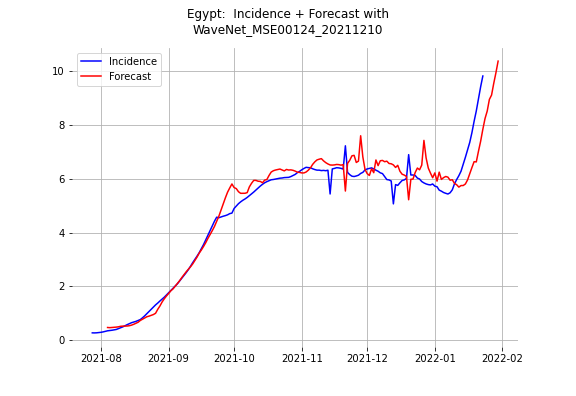 Egypt:  Incidence + Forecast with
WaveNet_MSE00124_20211210
Incidence
Forecast
10
8
6
4
2
0
2021-08 2021-09 2021-10 2021-11 2021-12 2022-01 2022-02